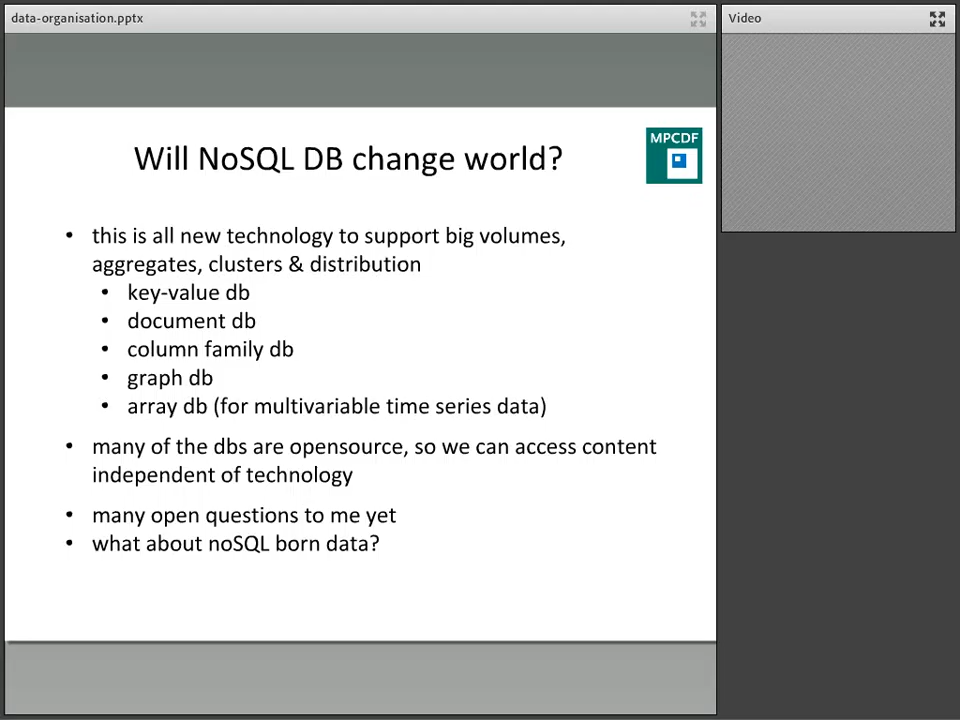 data-organisation.pptx
Video
Will NoSQL DB change world?
MPCDF
• this is all new technology to support big volumes,
aggregates, clusters & distribution
• key-value db
• document db
• column family db
• graph db
• array db (for multivariable time series data)
• many of the dbs are opensource, so we can access content
independent of technology
• many open questions to me yet
• what about noSQL born data?